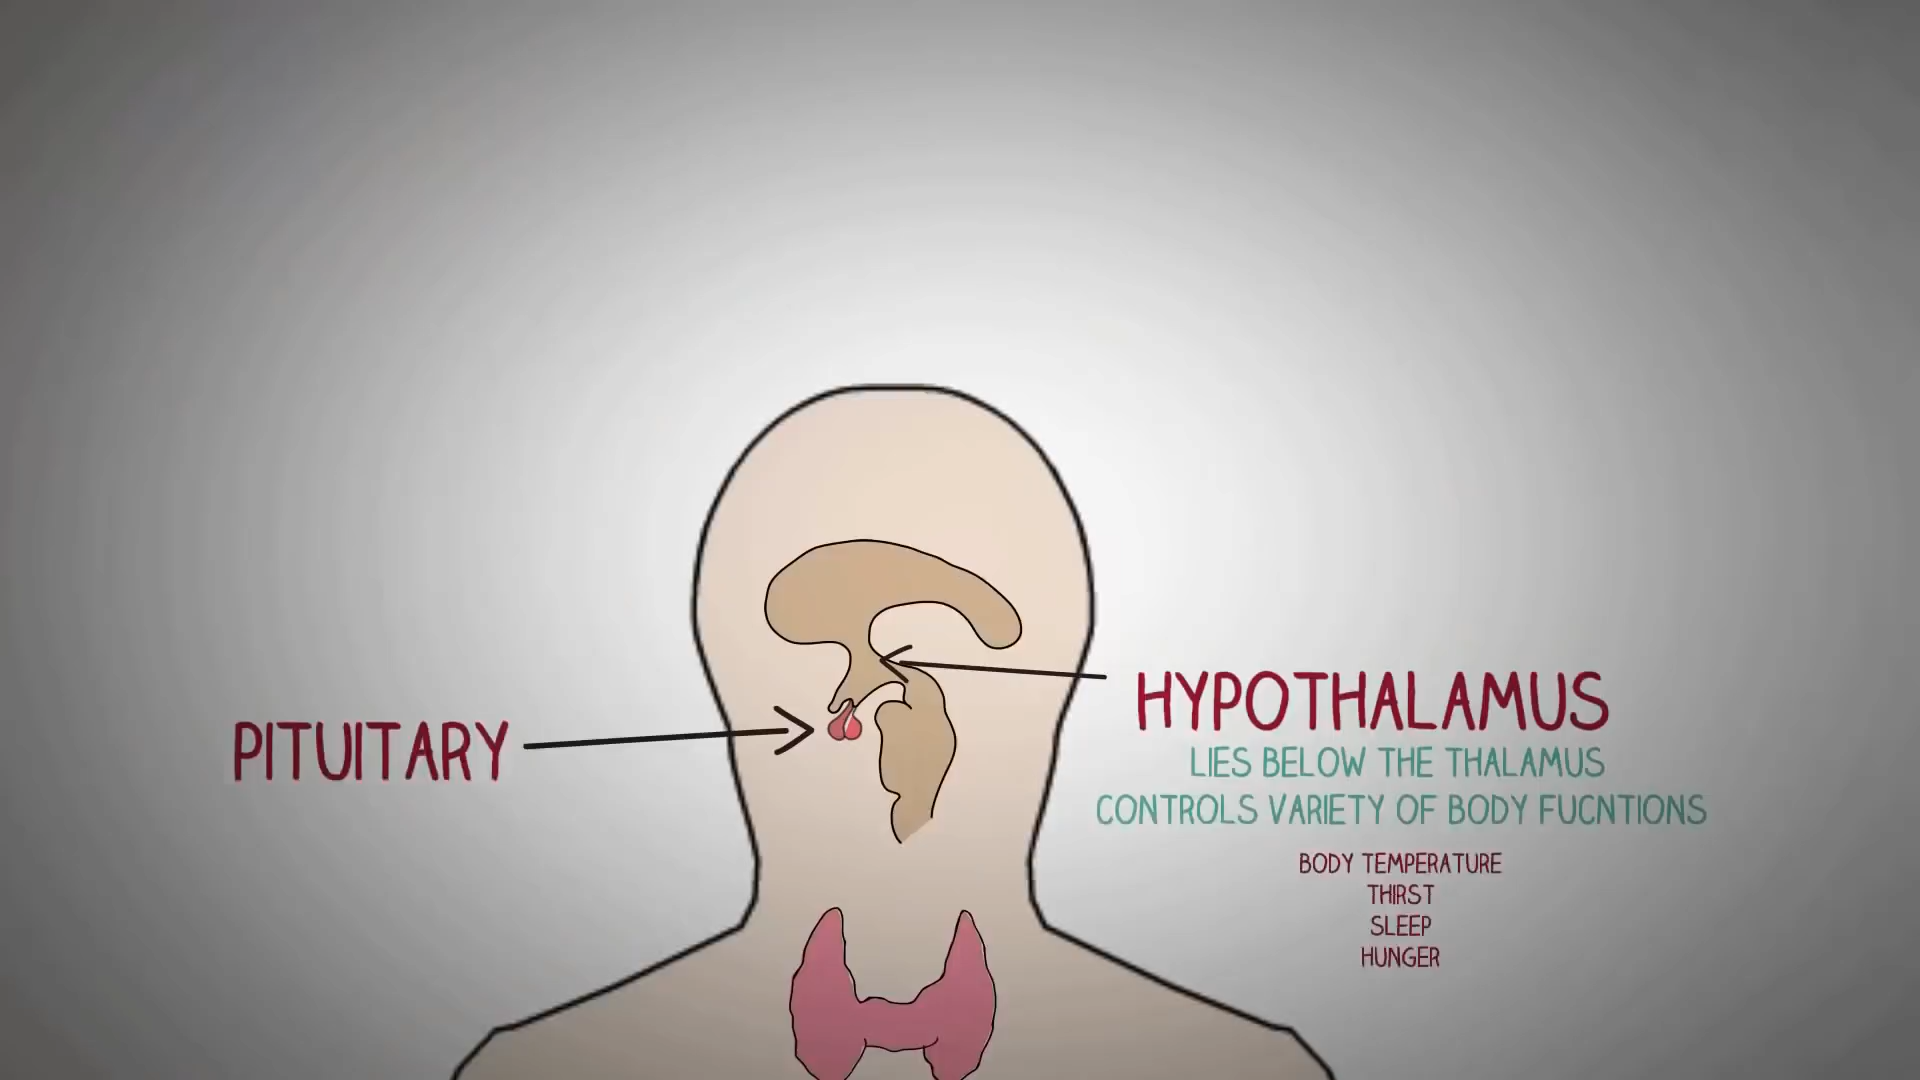 PITUITARY
HYPOTHALAMUS
LIES BELOW THE THALAMUS
CONTROLS VARIETY OF BODY FUCNTIONS
BODY TEMPERATURE
THIRST
SLEEP
HUNGER